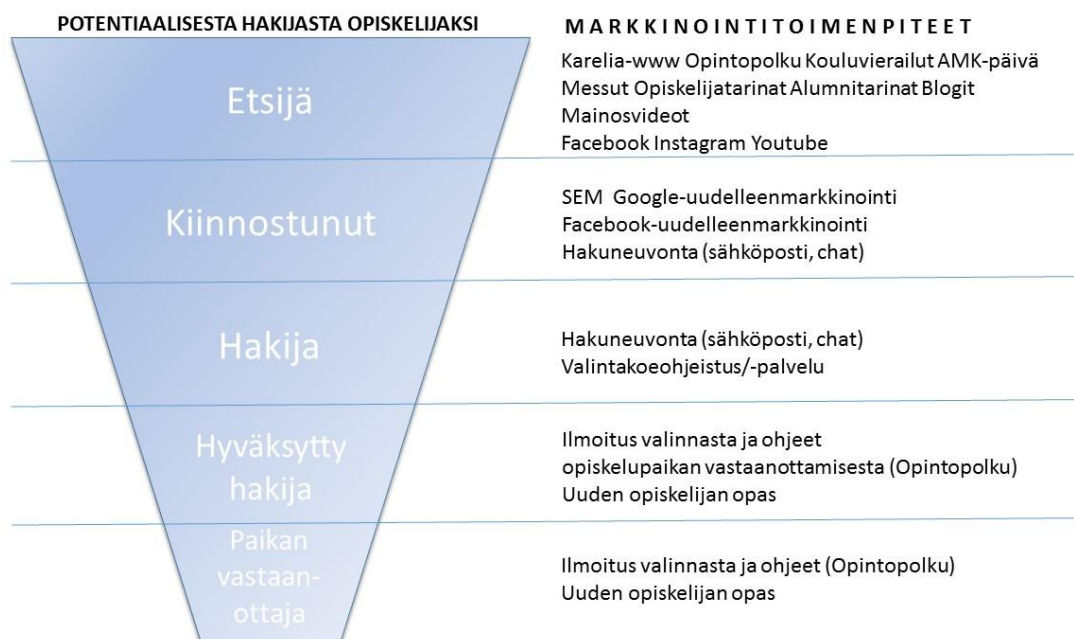 POTENTIAALISESTA HAKIJASTA OPISKELIJAKSI
MARKKINOINTITOIMENPITEET
Etsijä
Karelia-www Opintopolku Kouluvierailut AMK-päivä
Messut Opiskelijatarinat Alumnitarinat Blogit
Mainosvideot
Facebook Instagram Youtube
Kiinnostunut
SEM Google-uudelleenmarkkinointi
Facebook-uudelleenmarkkinointi
Hakuneuvonta (sähköposti, chat)
Hakija
Hakuneuvonta (sähköposti, chat)
Valintakoeohjeistus/-palvelu
Hyväksytty
hakija
Ilmoitus valinnasta ja ohjeet
opiskelupaikan vastaanottamisesta (Opintopolku)
Uuden opiskelijan opas
Paikan
vastaan-
ottaja
Ilmoitus valinnasta ja ohjeet (Opintopolku)
Uuden opiskelijan opas